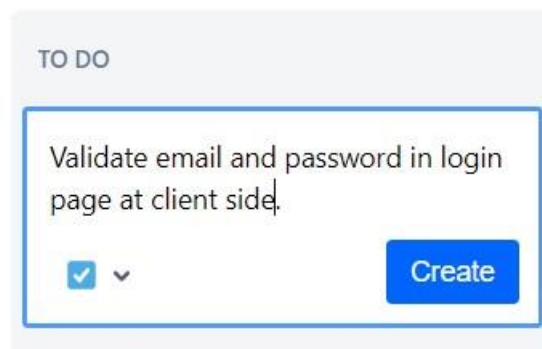 TO DO
Validate email and password in login
page at client side.
Create